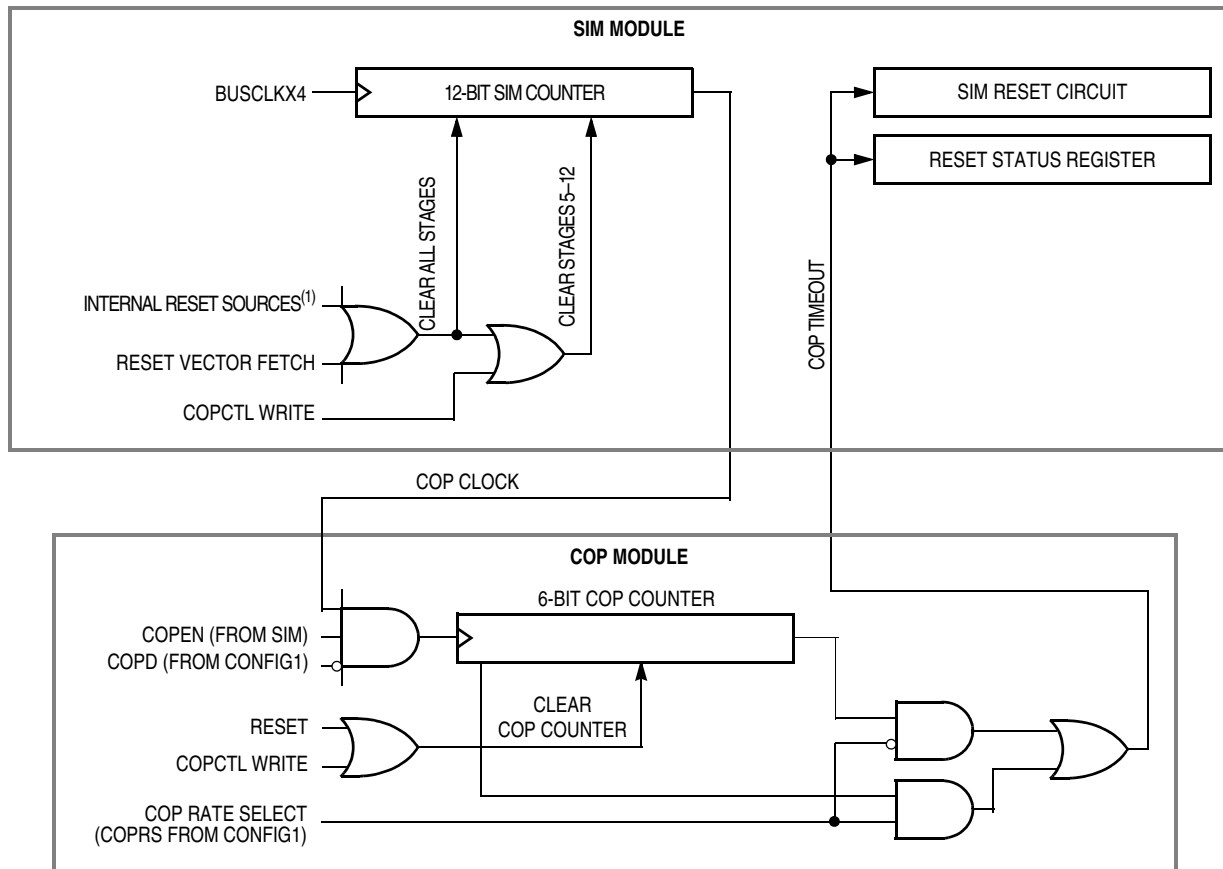 SIM MODULE
BUSCLKX4
12-BIT SIM COUNTER
SIM RESET CIRCUIT
RESET STATUS REGISTER
CLEAR ALL STAGES
CLEAR STAGES 5–12
COP TIMEOUT
INTERNAL RESET SOURCES(1)
RESET VECTOR FETCH
COPCTL WRITE
COP CLOCK
COP MODULE
6-BIT COP COUNTER
COPEN (FROM SIM)
COPD (FROM CONFIG1)
CLEAR
COP COUNTER
RESET
COPCTL WRITE
COP RATE SELECT
(COPRS FROM CONFIG1)